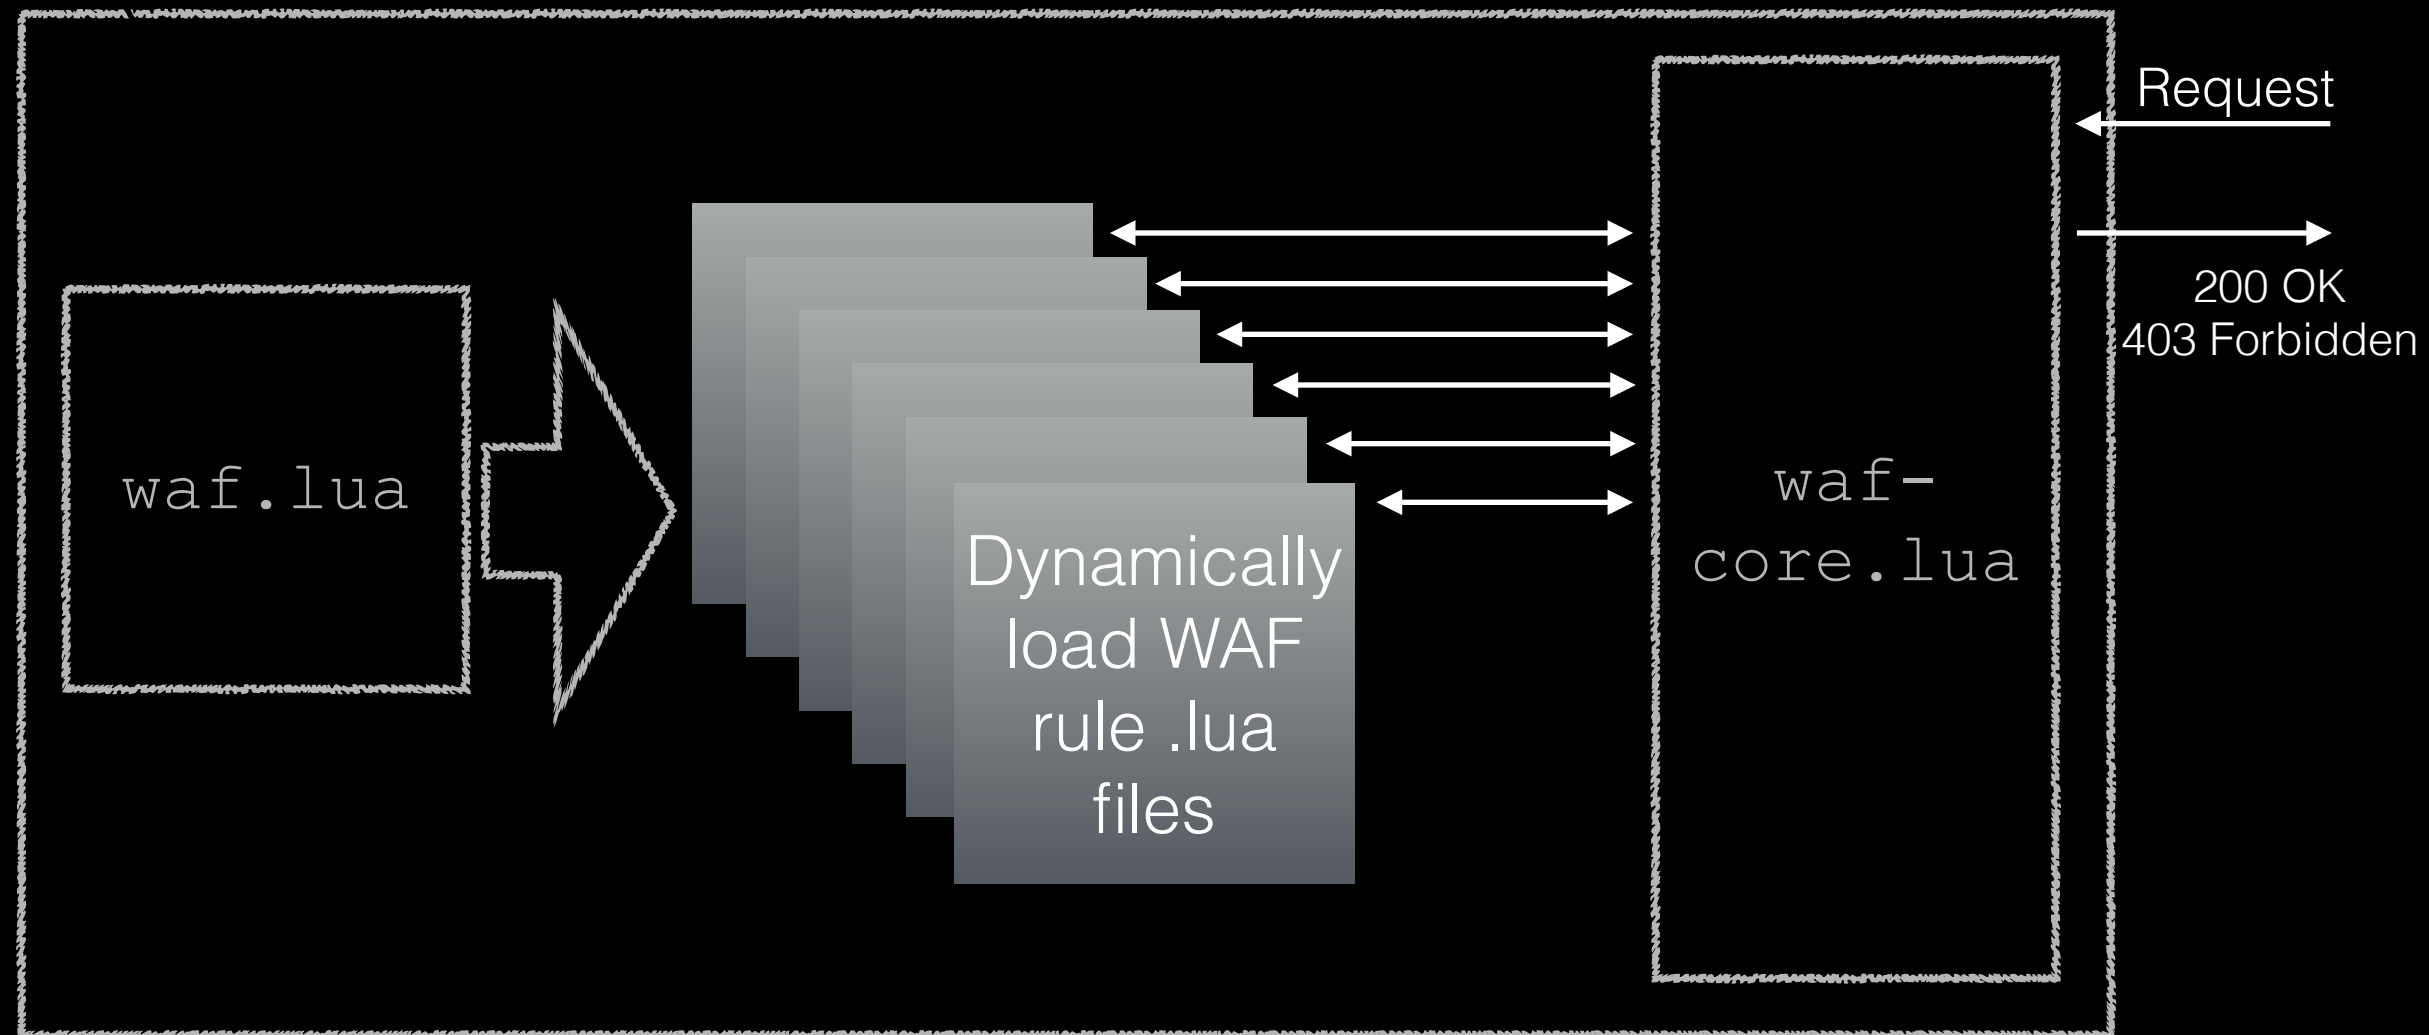 waf.lua
Dynamically
load WAF
rule .lua
files
waf-
core.lua
Request
200 OK
403 Forbidden